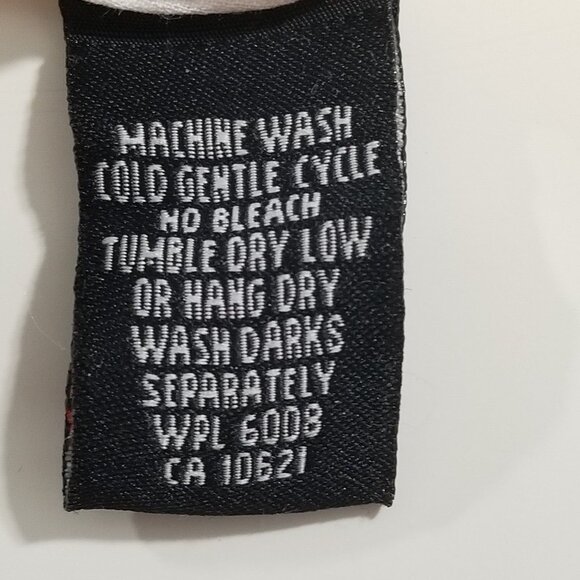 MACHINE WASH
COLD GENTLE CYCLE
NO BLEACH
TUMBLE DRY LOW
OR HANG DRY
WASH DARKS
SEPARATELY
WPL 6008
CA 10621